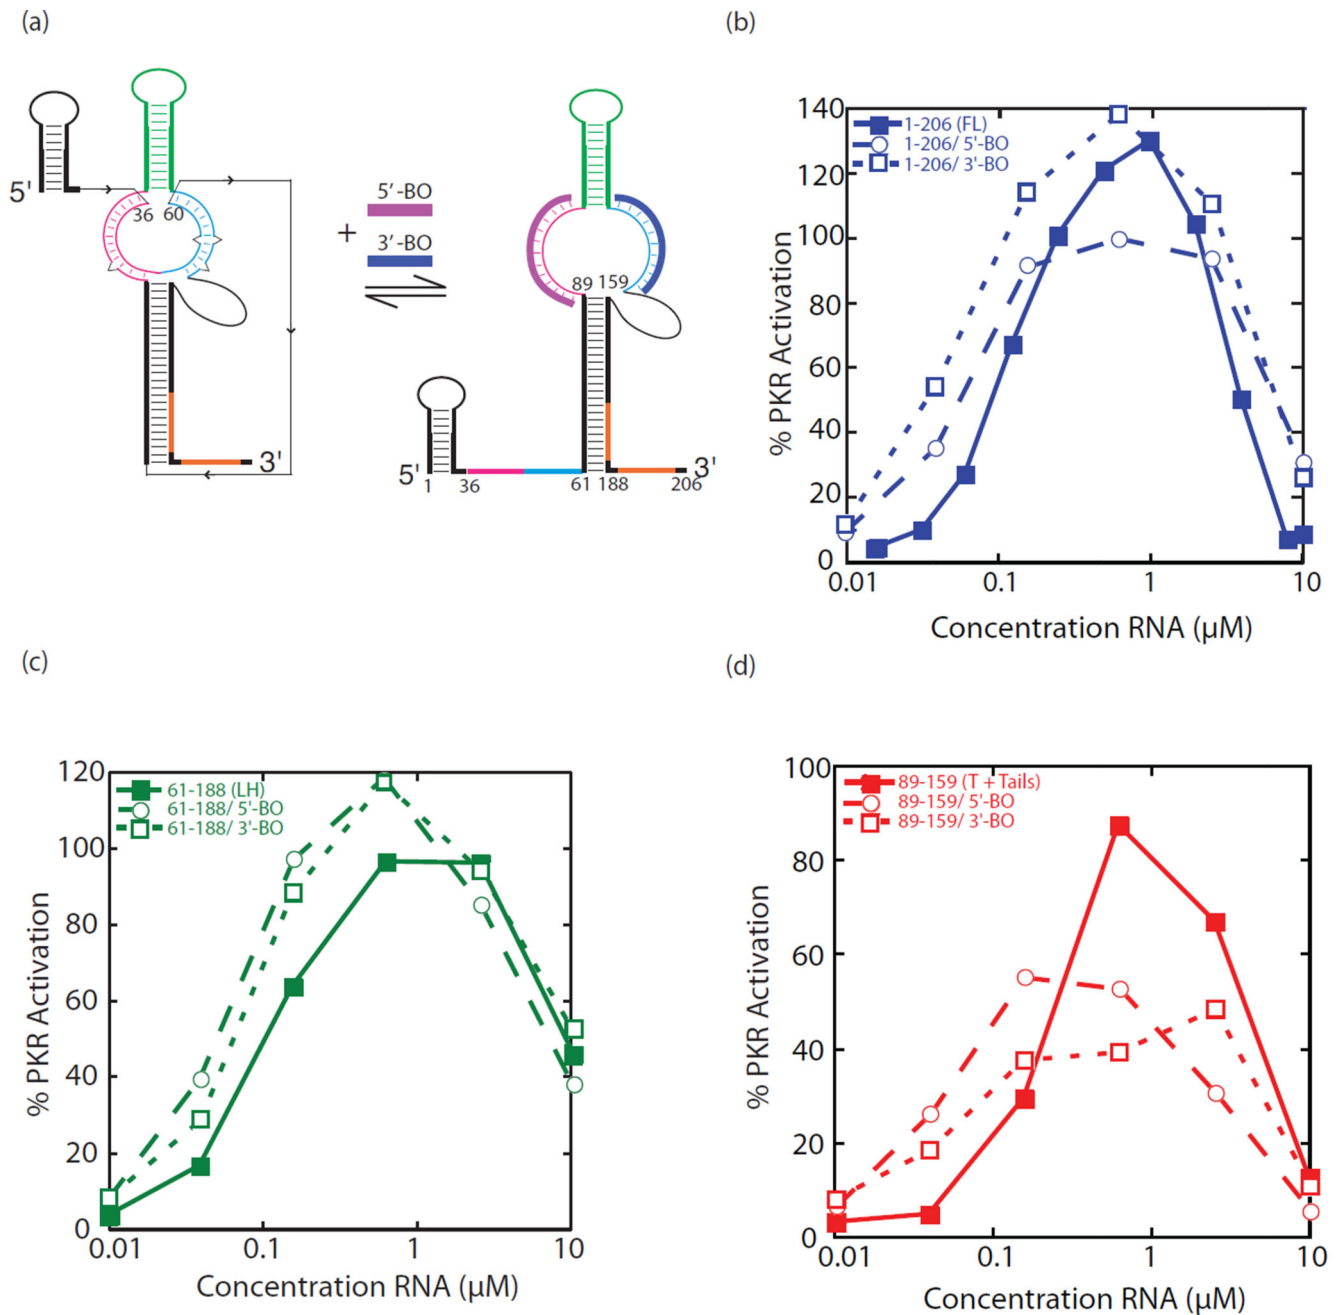 (a)
5'
36 60
3'
+
5′-BO
3′-BO
89 159
5'
1
36
61 188
206
3'
(b)
140
120
100
80
60
40
20
0
1-206 (FL)
1-206/ 5'-BO
1-206/ 3'-BO
% PKR Activation
0.01
0.1
1
10
Concentration RNA (μM)
(c)
120
100
80
60
40
20
0
61-188 (LH)
61-188/ 5'-BO
61-188/ 3'-BO
% PKR Activation
0.01
0.1
1
10
Concentration RNA (μM)
(d)
100
80
60
40
20
0
89-159 (T + Tails)
89-159/ 5'-BO
89-159/ 3'-BO
% PKR Activation
0.01
0.1
1
10
Concentration RNA (μM)